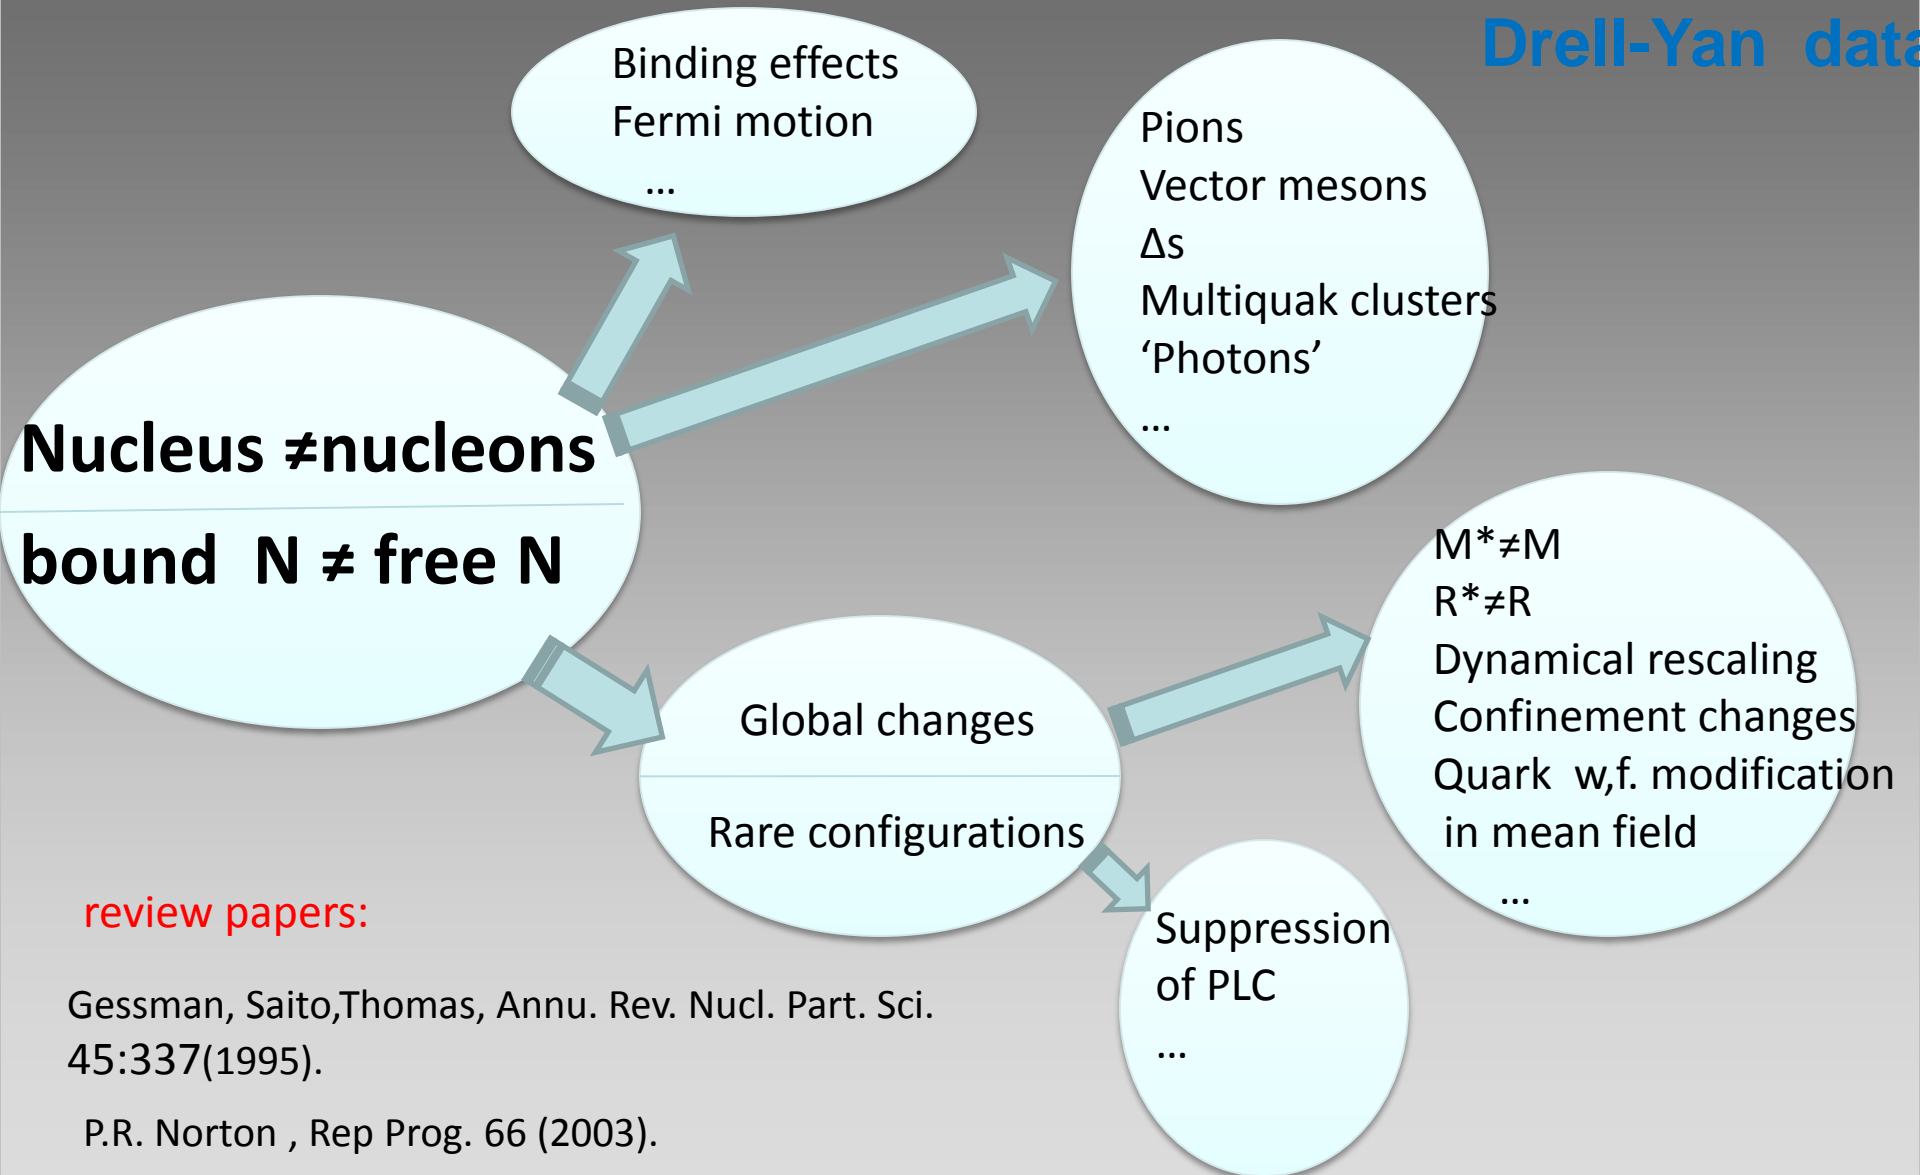 Drell-Yan data
Binding effects
Fermi motion
...
Pions
Vector mesons
Δs
Multiquak clusters
‘Photons’
...
Nucleus ≠nucleons
bound N ≠ free N
M*≠M
R*≠R
Dynamical rescaling
Confinement changes
Quark w,f. modification
in mean field
...
Global changes
Rare configurations
Suppression
of PLC
...
review papers:
Gessman, Saito,Thomas, Annu. Rev. Nucl. Part. Sci.
45:337(1995).
P.R. Norton , Rep Prog. 66 (2003).